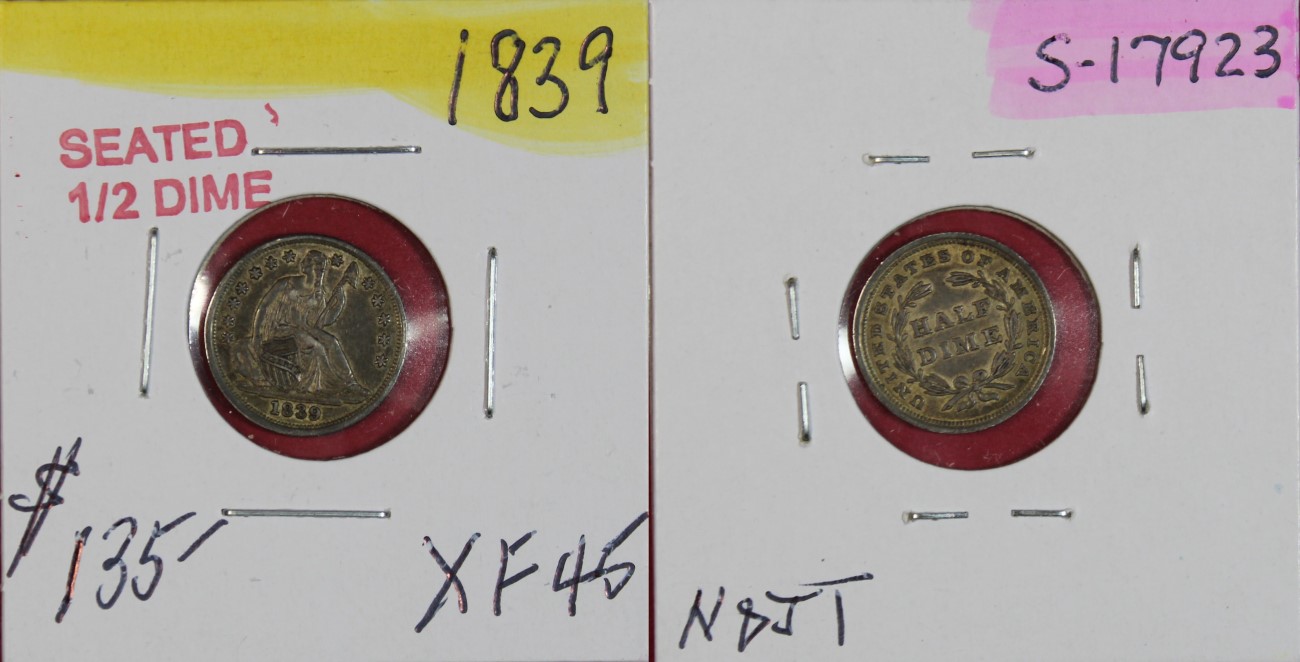 1839
SEATED
1/2 DIME
1839
$
135-
XF45
S-17923
UNITED STATES OF AMERICA
HALF
DIME
N8JT